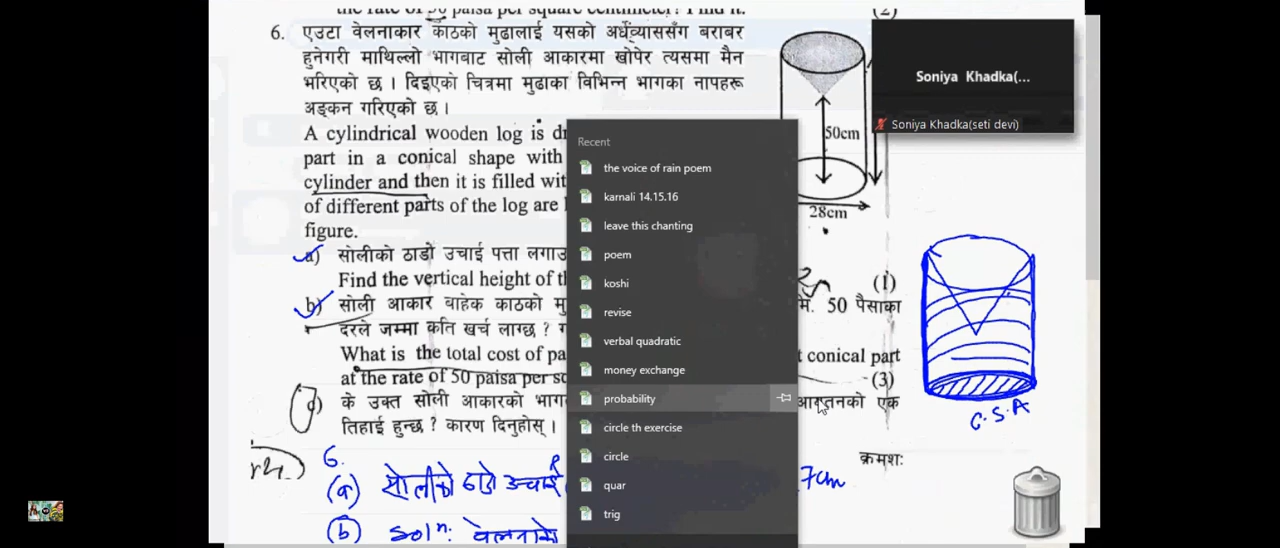 the rate of 50 paisa per square centimeter? Find it.
(2)
6. एउटा वेलनाकार काठको मुढालाई यसको अर्धव्याससँग बराबर
हुनेगरी माथिल्लो भागबाट सोली आकारमा खोपेर त्यसमा मैन
भरिएको छ । दिइएको चित्रमा मुढाका विभिन्न भागका नापहरू
अङ्कन गरिएको छ ।
A cylindrical wooden log is
part in a conical shape with
cylinder and then it is filled
of different parts of the log are
figure.
50cm
28cm
a) सोलीको ठाडो उचाई पत्ता
Find the vertical height of
(1)
b) सोली आकार बाहेक काठको
मि. 50 पैसाका
दरले जम्मा कति खर्च लाग्छ ?
What is the total cost of
conical part
at the rate of 50 paisa per
(3)
c) के उक्त सोली आकारको
आयतनको एक
तिहाई हुन्छ ? कारण दिनुहोस् ।
क्रमशः
6.
(a) सोलीको ठाडो उचाई
7cm
(b) Solⁿ:
C.S.A
Soniya Khadka(...
Soniya Khadka(seti devi)
Recent
the voice of rain poem
karnali 14.15.16
leave this chanting
poem
koshi
revise
verbal quadratic
money exchange
probability
circle th exercise
circle
quar
trig